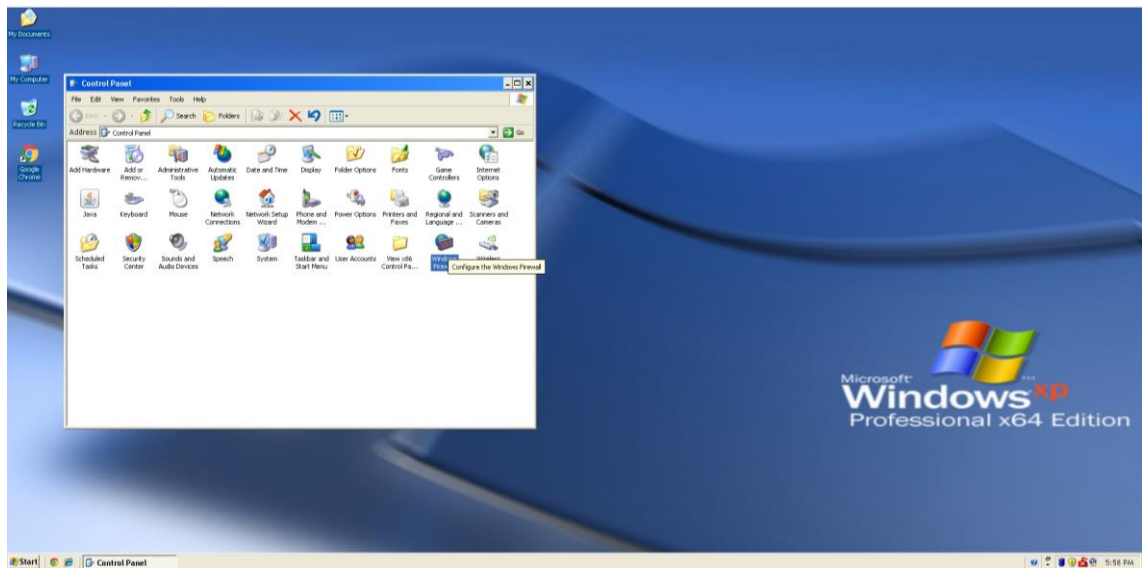 My Documents
My Computer
Recycle Bin
Google
Chrome
Control Panel
File Edit View Favorites Tools Help
Back Search Folders
Address Control Panel Go
Add Hardware
Add or
Remov...
Administrative
Tools
Automatic
Updates
Date and Time
Display
Folder Options
Fonts
Game
Controllers
Internet
Options
Java
Keyboard
Mouse
Network
Connections
Network Setup
Wizard
Phone and
Modem ...
Power Options
Printers and
Faxes
Regional and
Language ...
Scanners and
Cameras
Scheduled
Tasks
Security
Center
Sounds and
Audio Devices
Speech
System
Taskbar and
Start Menu
User Accounts
View x86
Control Pa...
Configure the Windows Firewall
Microsoft
Windows xp
TM
Professional x64 Edition
Start Control Panel 5:58 PM